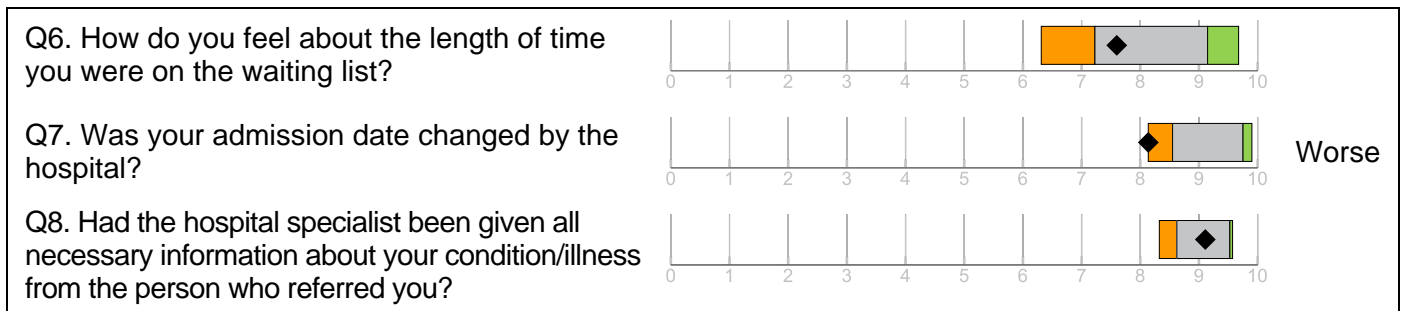 Q6. How do you feel about the length of time
you were on the waiting list?
0 1 2 3 4 5 6 7 8 9 10
Q7. Was your admission date changed by the
hospital?
0 1 2 3 4 5 6 7 8 9 10
Worse
Q8. Had the hospital specialist been given all
necessary information about your condition/illness
from the person who referred you?
0 1 2 3 4 5 6 7 8 9 10